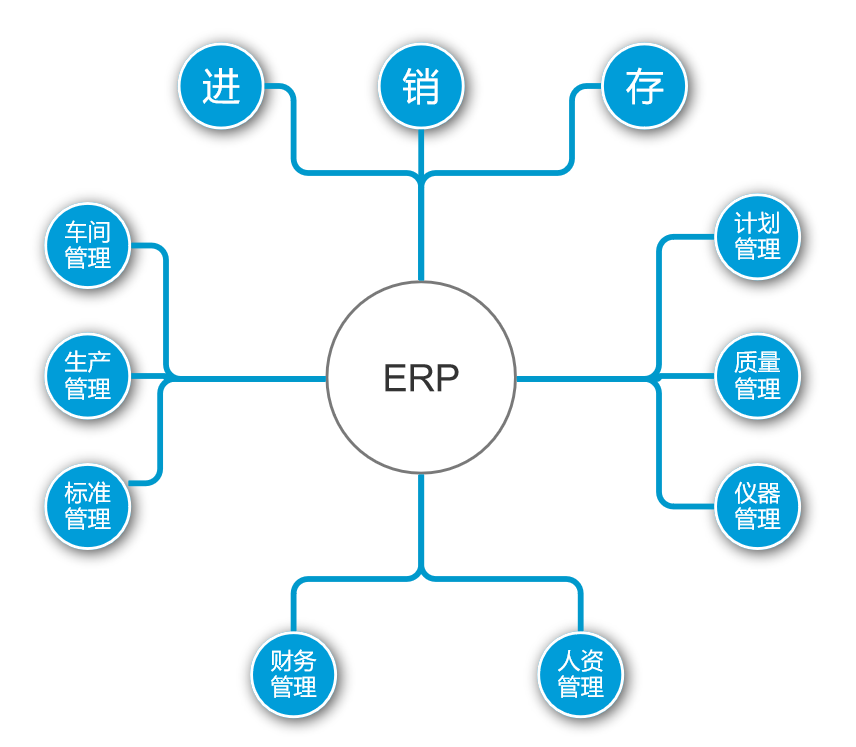 进
销
存
车间
管理
计划
管理
生产
管理
ERP
质量
管理
标准
管理
仪器
管理
财务
管理
人资
管理